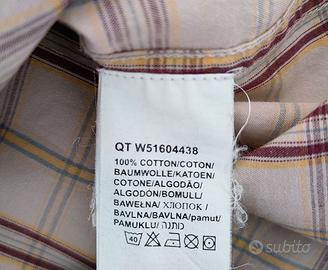 QT W51604438
100% COTTON/COTON/
BAUMWOLLE/KATOEN/
COTONE/ALGODÃO/
ALGODÓN/BOMULL/
BAWEŁNA/ ХЛОПОК /
BAVLNA/BAVLNA/pamut/
PAMUKLU/ כותנה
40
subito